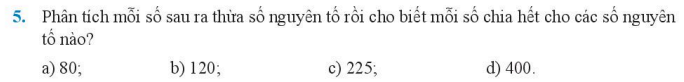 5. Phân tích mỗi số sau ra thừa số nguyên tố rồi cho biết mỗi số chia hết cho các số nguyên
tố nào?
a) 80; b) 120; c) 225; d) 400.